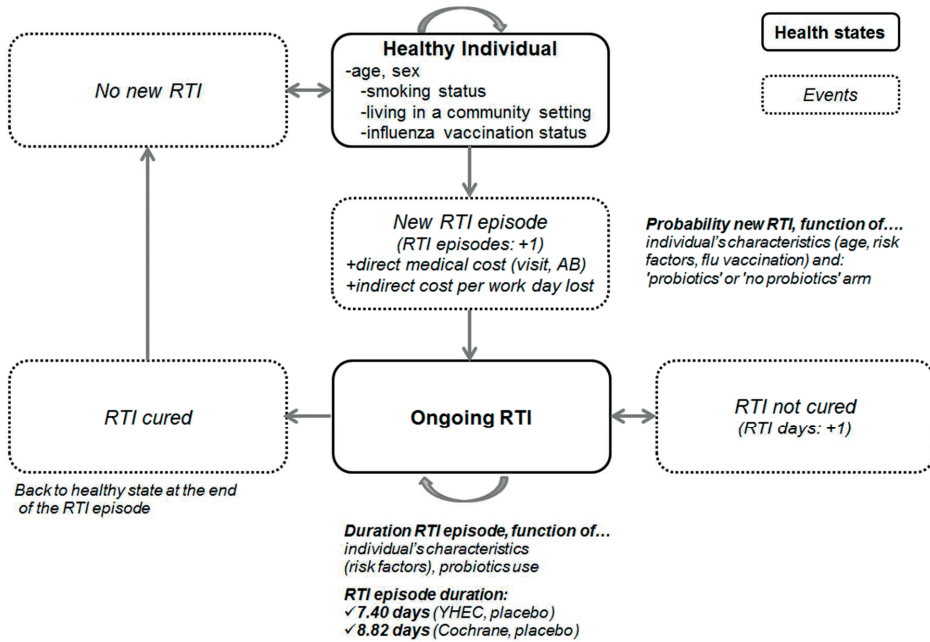 Healthy Individual
-age, sex
-smoking status
-living in a community setting
-influenza vaccination status
Health states
Events
No new RTI
New RTI episode
(RTI episodes: +1)
+direct medical cost (visit, AB)
+indirect cost per work day lost
Probability new RTI, function of....
individual's characteristics (age, risk
factors, flu vaccination) and:
'probiotics' or 'no probiotics' arm
RTI cured
Ongoing RTI
RTI not cured
(RTI days: +1)
Back to healthy state at the end
of the RTI episode
Duration RTI episode, function of...
individual's characteristics
(risk factors), probiotics use
RTI episode duration:
✓7.40 days (YHEC, placebo)
✓8.82 days (Cochrane, placebo)